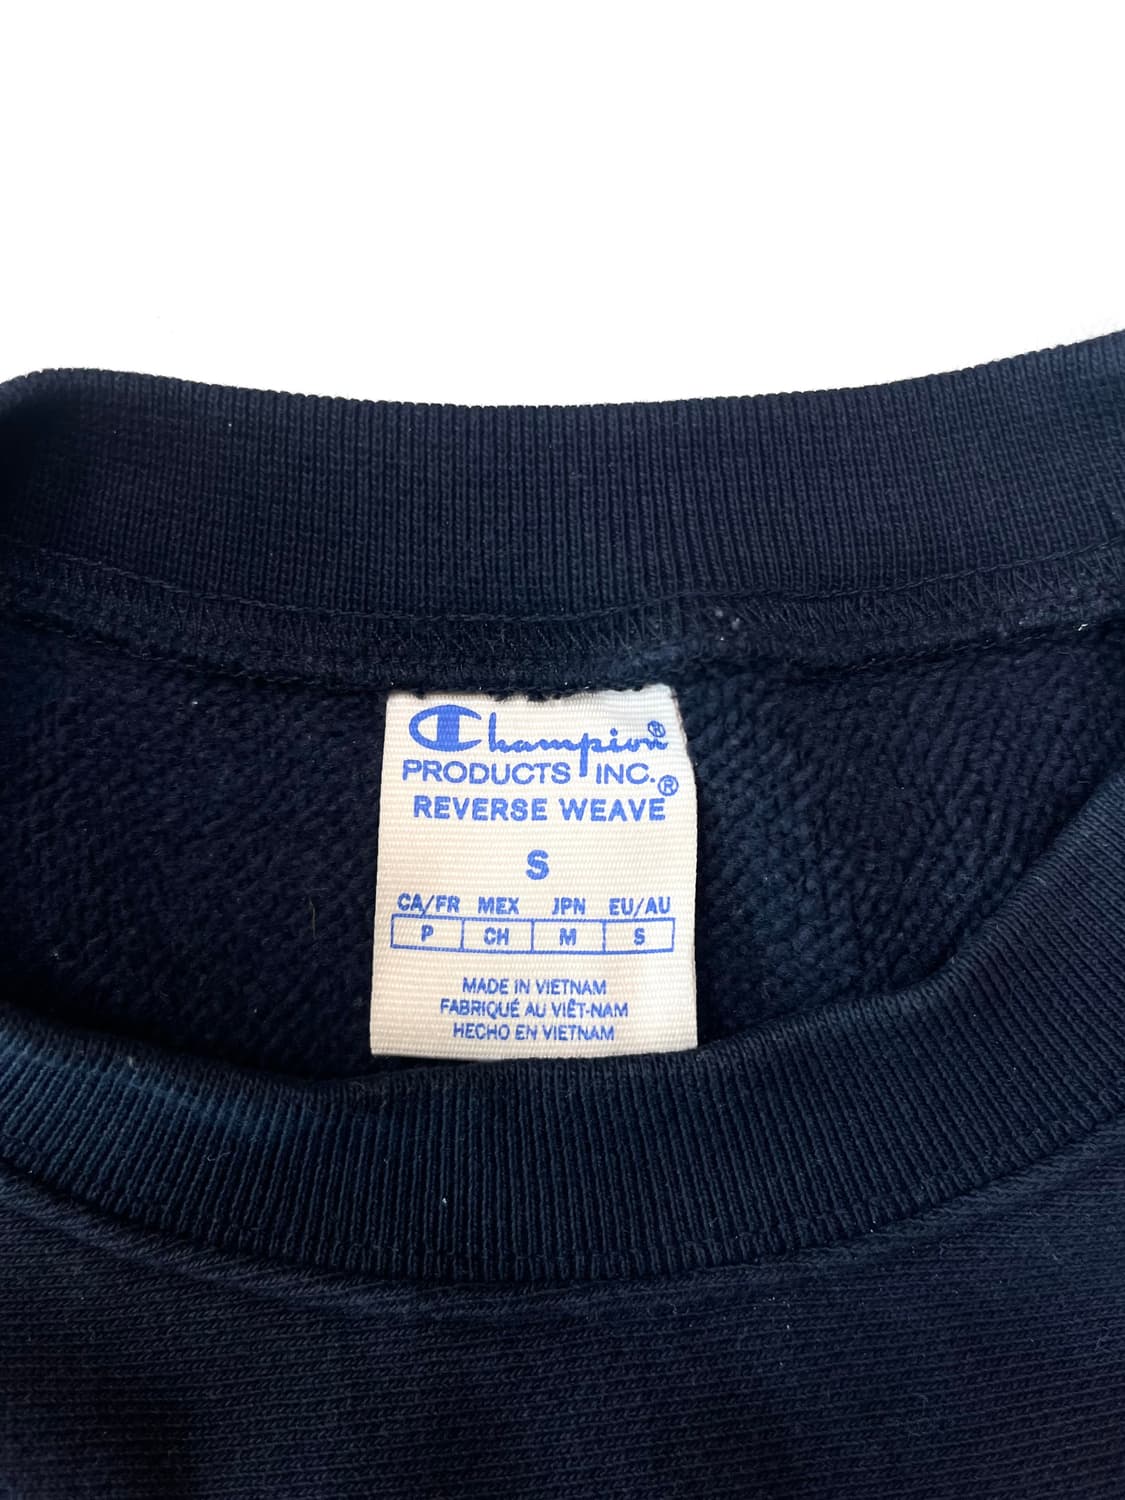 Champion®
PRODUCTS INC.
REVERSE WEAVE®
S
CA/FR MEX JPN EU/AU
P CH M S
MADE IN VIETNAM
FABRIQUÉ AU VIÊT-NAM
HECHO EN VIETNAM